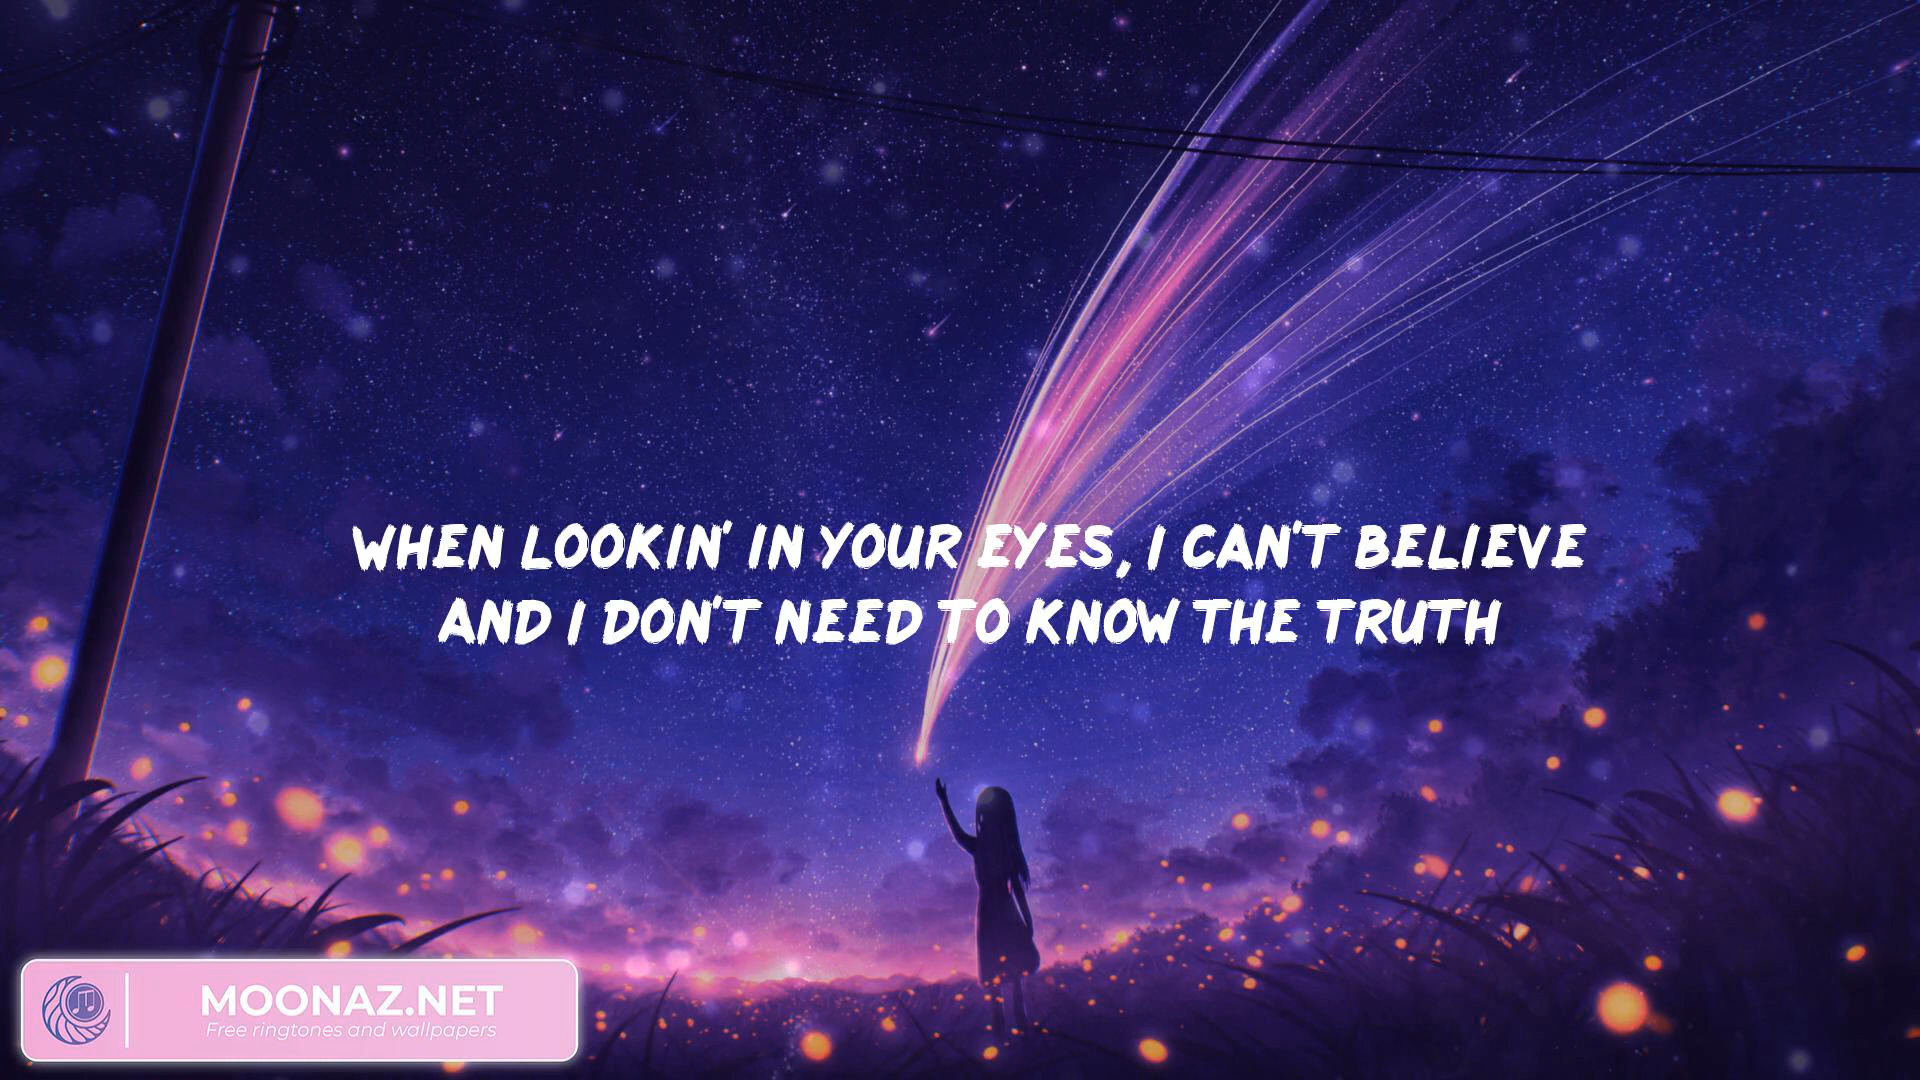 WHEN LOOKIN' IN YOUR EYES, I CAN'T BELIEVE
AND I DON'T NEED TO KNOW THE TRUTH
MOONAZ.NET
Free ringtones and wallpapers